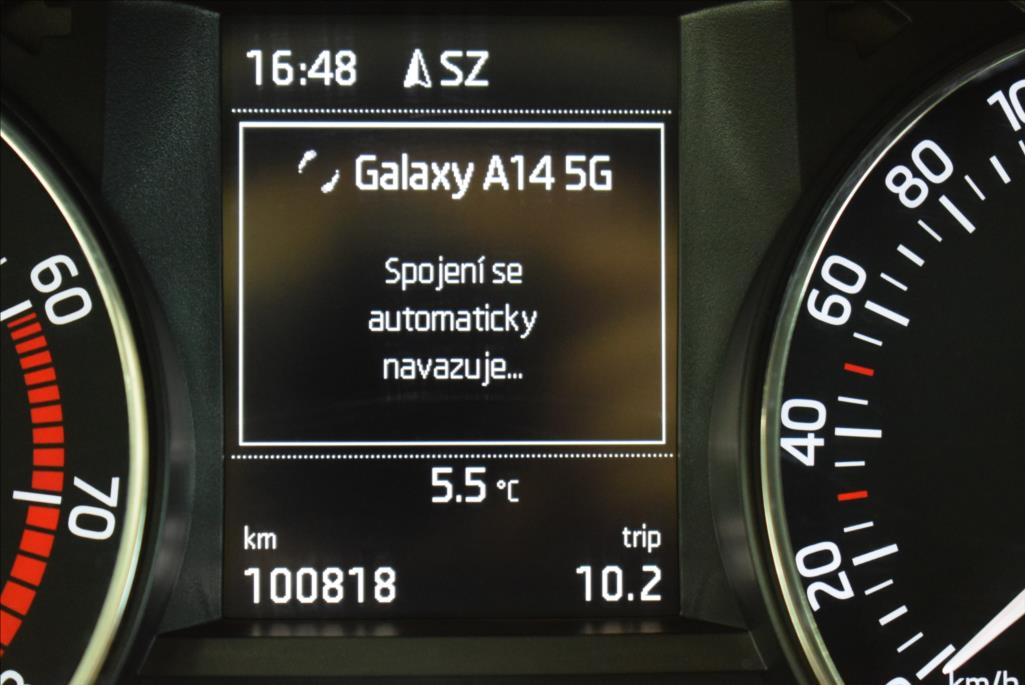 16:48 SZ
Galaxy A14 5G
Spojení se
automaticky
navazuje...
5.5 °C
km trip
100818 10.2
60
70
80
60
40
20
km/h